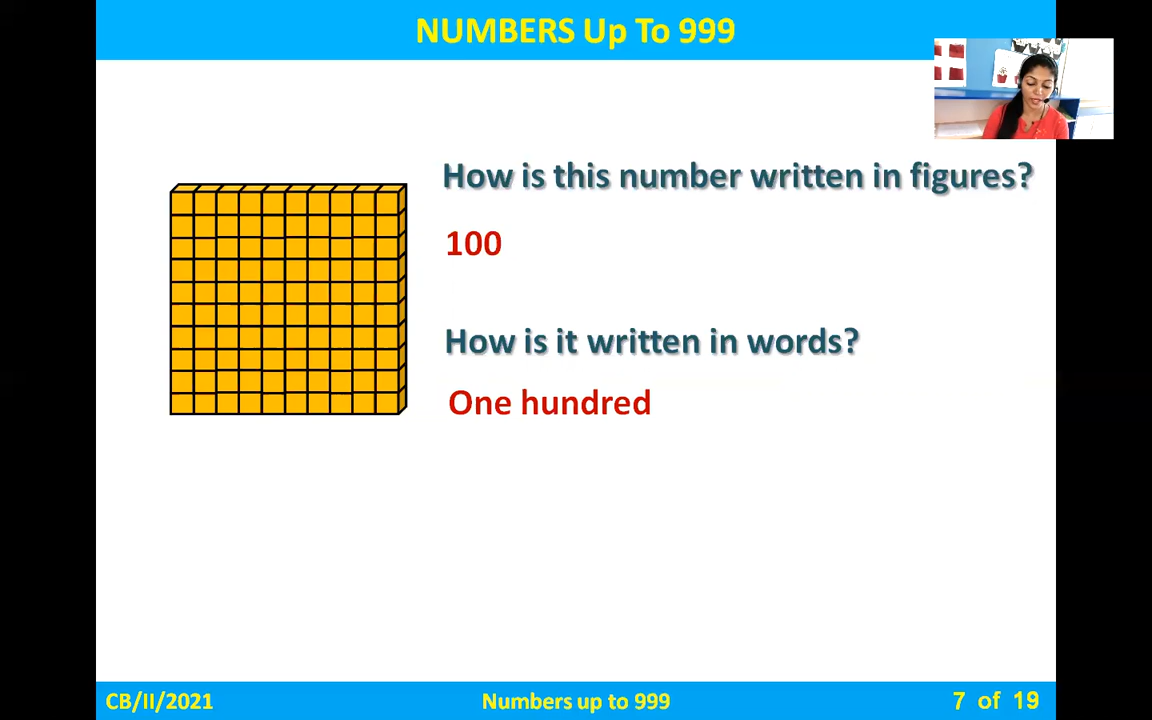 NUMBERS Up To 999
How is this number written in figures?
100
How is it written in words?
One hundred
CB/II/2021
Numbers up to 999
7 of 19